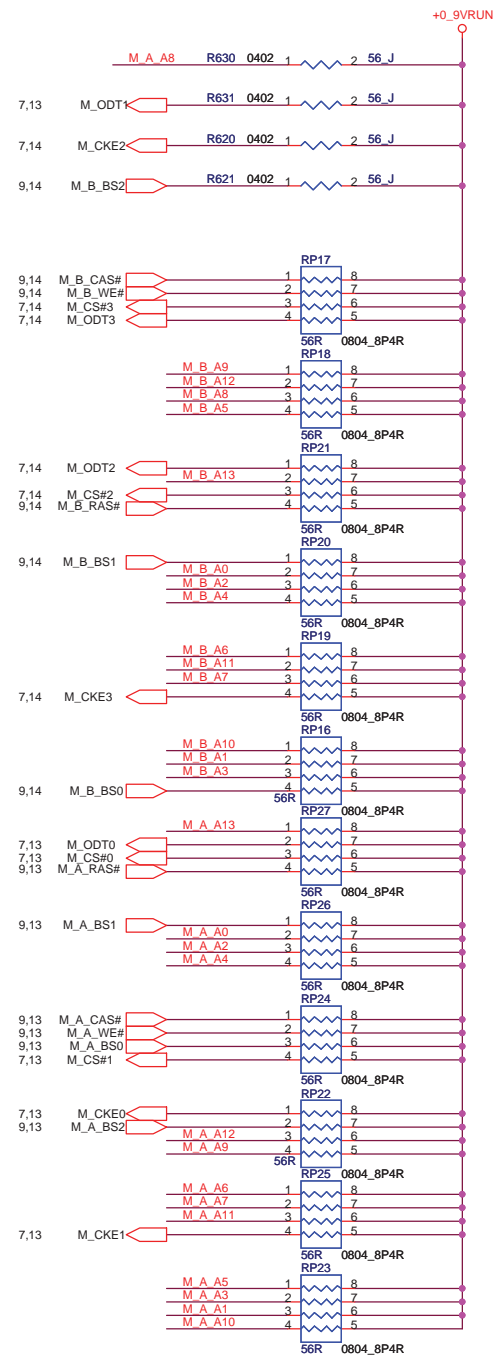 +0_9VRUN
M_A_A8 R630 0402 1 2 56_J
7,13 M_ODT1 R631 0402 1 2 56_J
7,14 M_CKE2 R620 0402 1 2 56_J
9,14 M_B_BS2 R621 0402 1 2 56_J
RP17
9,14 M_B_CAS# 1 8
9,14 M_B_WE# 2 7
7,14 M_CS#3 3 6
7,14 M_ODT3 4 5
56R 0804_8P4R
RP18
M_B_A9 1 8
M_B_A12 2 7
M_B_A8 3 6
M_B_A5 4 5
56R 0804_8P4R
RP21
7,14 M_ODT2 1 8
M_B_A13 2 7
7,14 M_CS#2 3 6
9,14 M_B_RAS# 4 5
56R 0804_8P4R
RP20
9,14 M_B_BS1 1 8
M_B_A0 2 7
M_B_A2 3 6
M_B_A4 4 5
56R 0804_8P4R
RP19
M_B_A6 1 8
M_B_A11 2 7
M_B_A7 3 6
7,14 M_CKE3 4 5
56R 0804_8P4R
RP16
M_B_A10 1 8
M_B_A1 2 7
M_B_A3 3 6
9,14 M_B_BS0 4 5
56R 0804_8P4R
RP27
M_A_A13 1 8
7,13 M_ODT0 2 7
7,13 M_CS#0 3 6
9,13 M_A_RAS# 4 5
56R 0804_8P4R
RP26
9,13 M_A_BS1 1 8
M_A_A0 2 7
M_A_A2 3 6
M_A_A4 4 5
56R 0804_8P4R
RP24
9,13 M_A_CAS# 1 8
9,13 M_A_WE# 2 7
9,13 M_A_BS0 3 6
7,13 M_CS#1 4 5
56R 0804_8P4R
RP22
7,13 M_CKE0 1 8
9,13 M_A_BS2 2 7
M_A_A12 3 6
M_A_A9 4 5
56R 0804_8P4R
RP25
M_A_A6 1 8
M_A_A7 2 7
M_A_A11 3 6
7,13 M_CKE1 4 5
56R 0804_8P4R
RP23
M_A_A5 1 8
M_A_A3 2 7
M_A_A1 3 6
M_A_A10 4 5
56R 0804_8P4R